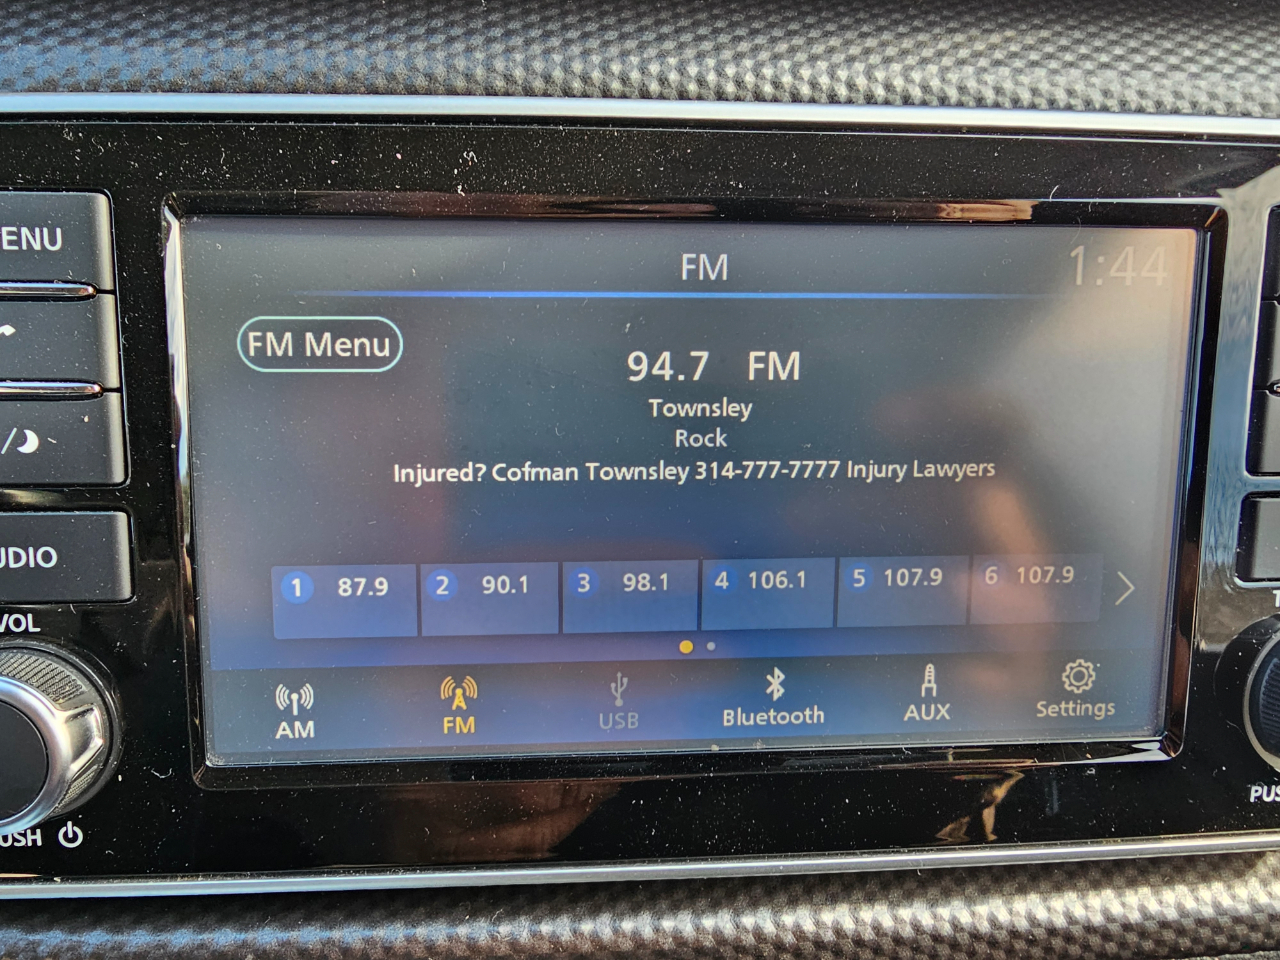 ENU
FM
1:44
FM Menu
94.7 FM
Townsley
Rock
Injured? Cofman Townsley 314-777-7777 Injury Lawyers
UDIO
1 87.9 2 90.1 3 98.1 4 106.1 5 107.9 6 107.9
VOL
AM FM USB Bluetooth AUX Settings
USH
PUS